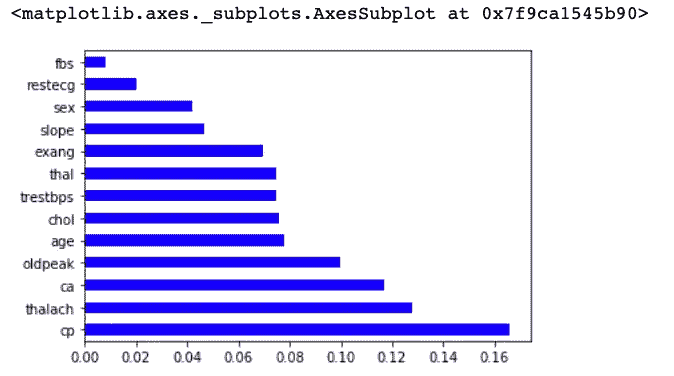 <matplotlib.axes._subplots.AxesSubplot at 0x7f9ca1545b90>
fbs
restecg
sex
slope
exang
thal
trestbps
chol
age
oldpeak
ca
thalach
cp
0.00 0.02 0.04 0.06 0.08 0.10 0.12 0.14 0.16